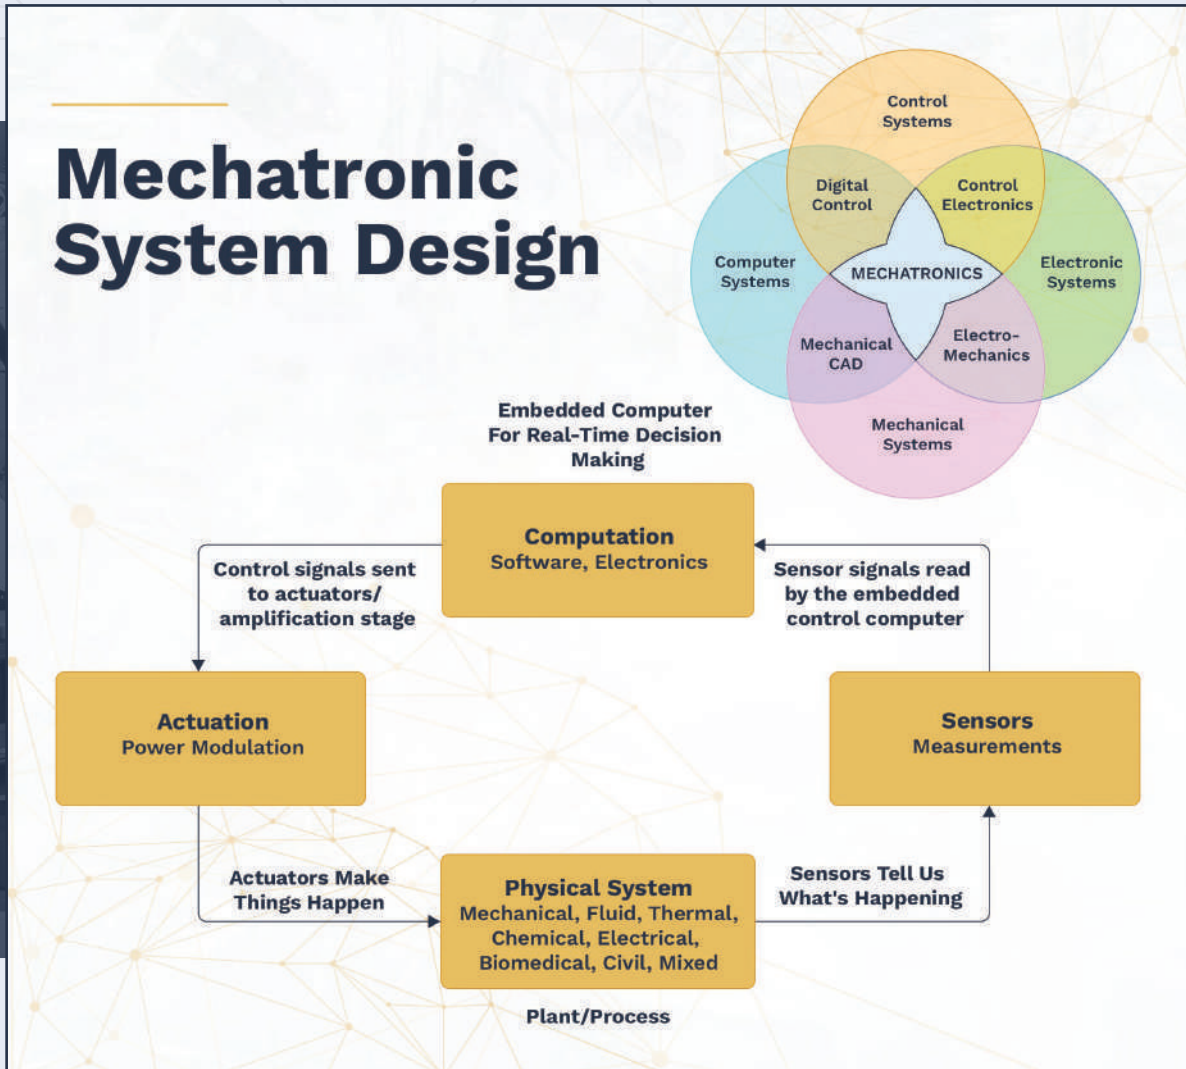 Mechatronic
System Design
Control
Systems
Digital
Control
Control
Electronics
Computer
Systems
MECHATRONICS
Electronic
Systems
Mechanical
CAD
Electro-
Mechanics
Mechanical
Systems
Embedded Computer
For Real-Time Decision
Making
Computation
Software, Electronics
Control signals sent
to actuators/
amplification stage
Sensor signals read
by the embedded
control computer
Actuation
Power Modulation
Sensors
Measurements
Actuators Make
Things Happen
Physical System
Mechanical, Fluid, Thermal,
Chemical, Electrical,
Biomedical, Civil, Mixed
Sensors Tell Us
What's Happening
Plant/Process